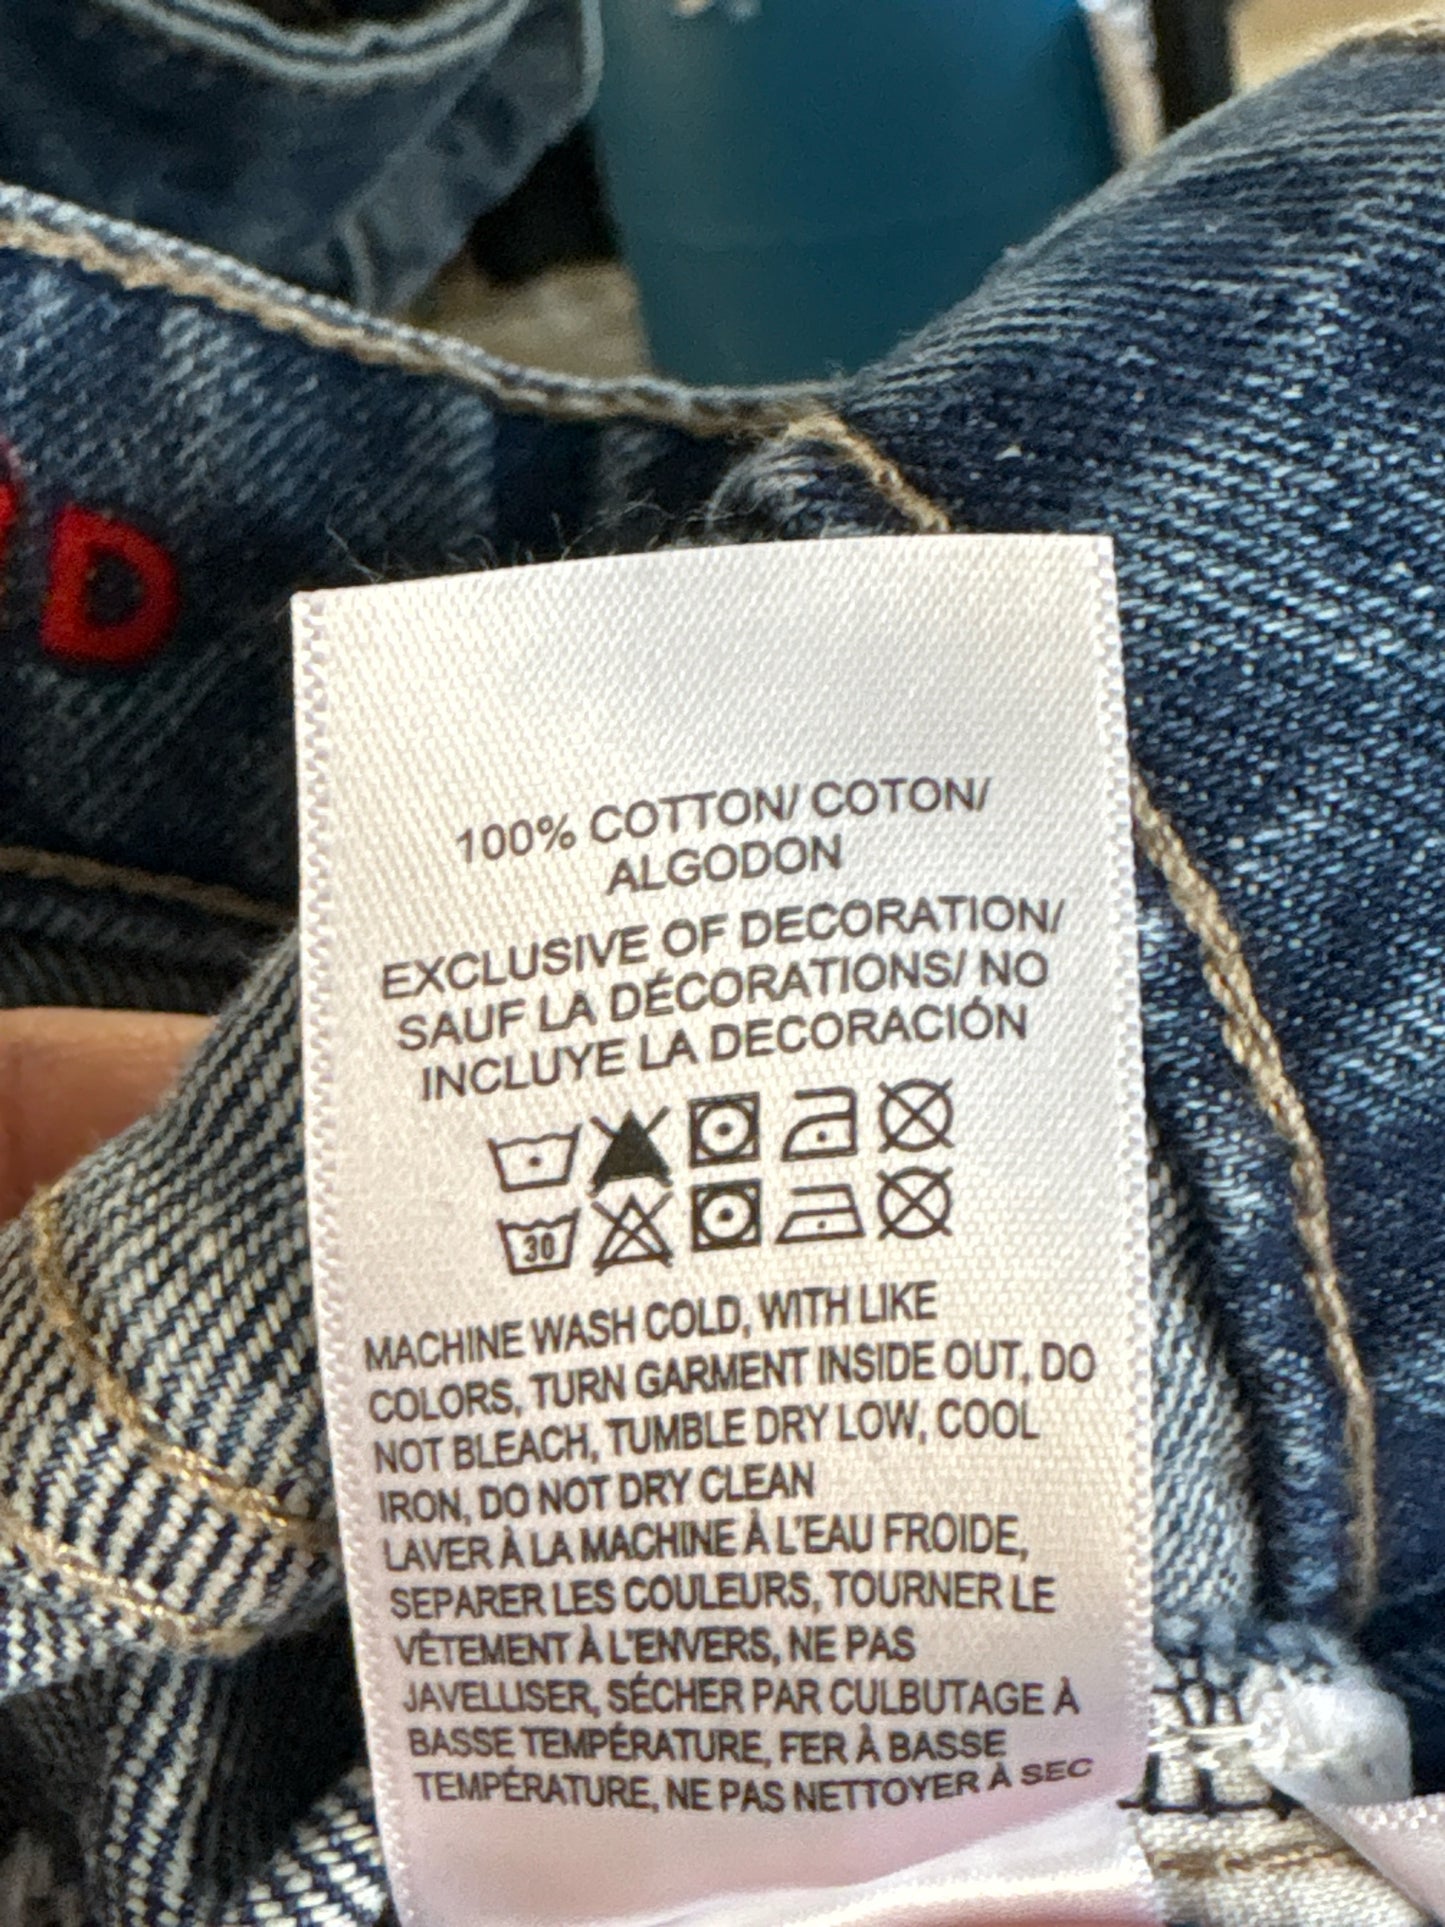 D
100% COTTON/ COTON/
ALGODON
EXCLUSIVE OF DECORATION/
SAUF LA DÉCORATIONS/ NO
INCLUYE LA DECORACIÓN
30
MACHINE WASH COLD, WITH LIKE
COLORS, TURN GARMENT INSIDE OUT, DO
NOT BLEACH, TUMBLE DRY LOW, COOL
IRON, DO NOT DRY CLEAN
LAVER À LA MACHINE À L'EAU FROIDE,
SEPARER LES COULEURS, TOURNER LE
VÊTEMENT À L'ENVERS, NE PAS
JAVELLISER, SÉCHER PAR CULBUTAGE À
BASSE TEMPÉRATURE, FER À BASSE
TEMPÉRATURE, NE PAS NETTOYER À SEC